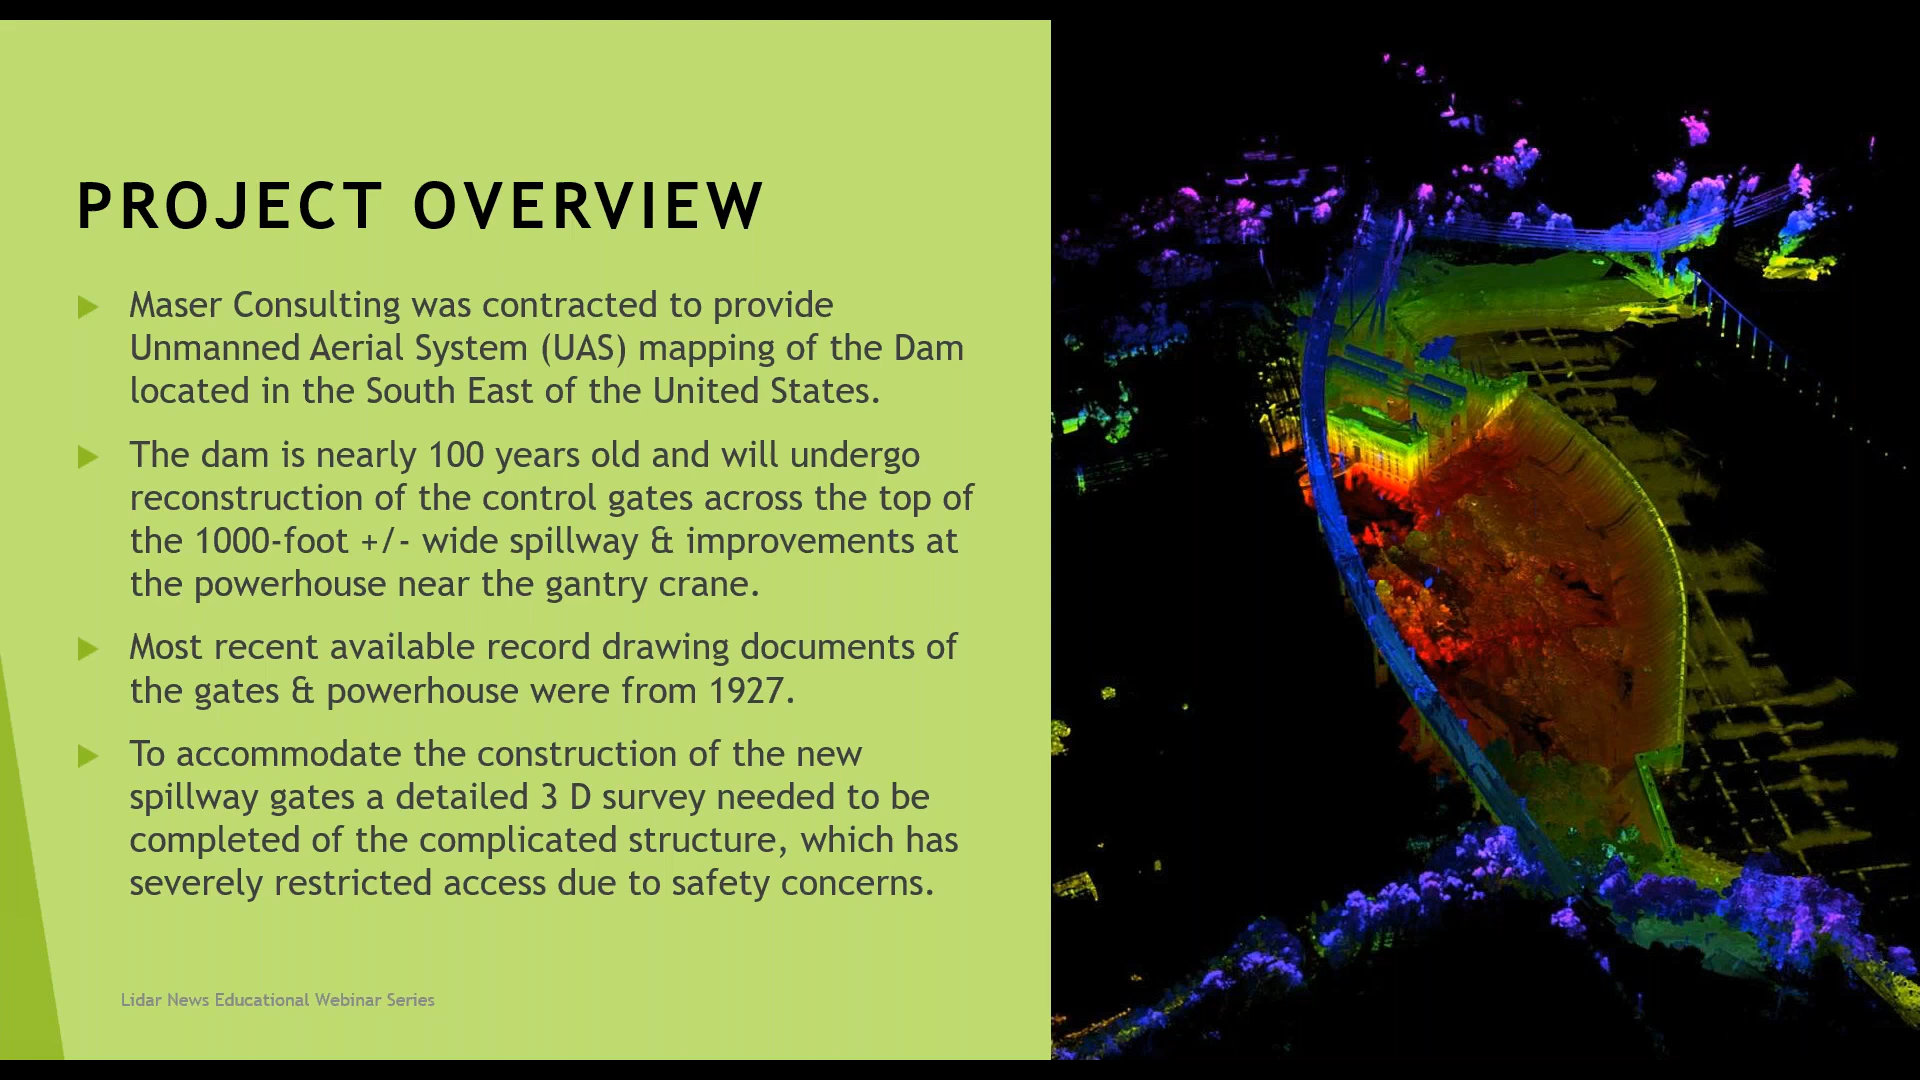 PROJECT OVERVIEW
Maser Consulting was contracted to provide
Unmanned Aerial System (UAS) mapping of the Dam
located in the South East of the United States.
The dam is nearly 100 years old and will undergo
reconstruction of the control gates across the top of
the 1000-foot +/- wide spillway & improvements at
the powerhouse near the gantry crane.
Most recent available record drawing documents of
the gates & powerhouse were from 1927.
To accommodate the construction of the new
spillway gates a detailed 3 D survey needed to be
completed of the complicated structure, which has
severely restricted access due to safety concerns.
Lidar News Educational Webinar Series